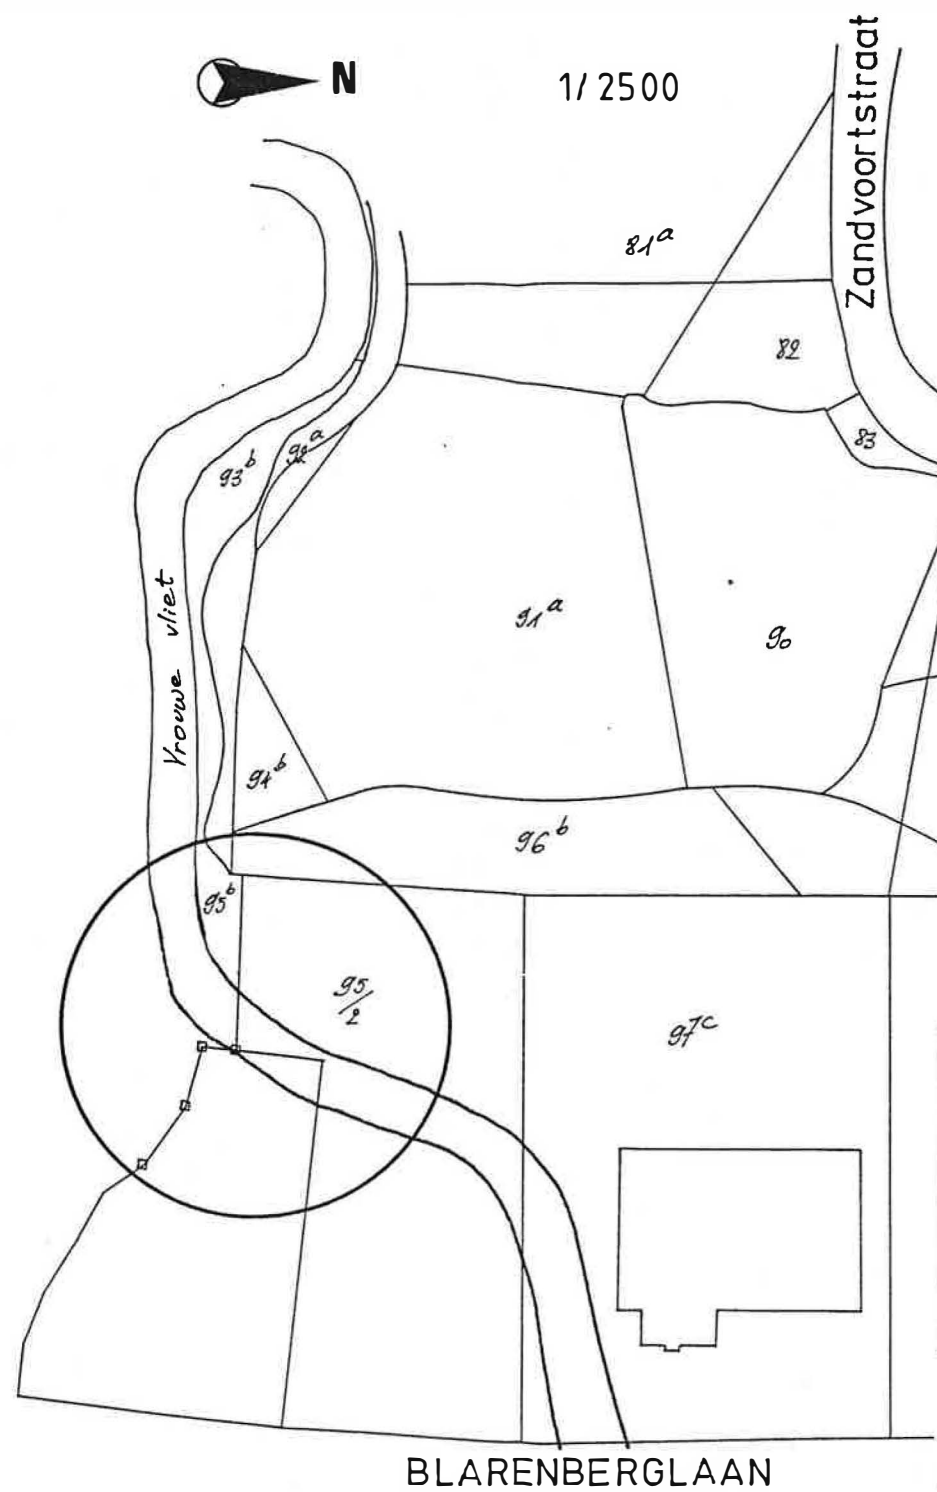 N
1/2500
Zandvoortstraat
81a
82
83
92a
93b
Vrouwe vliet
91a
90
94b
96b
95b
95/2
97c
BLARENBERGLAAN